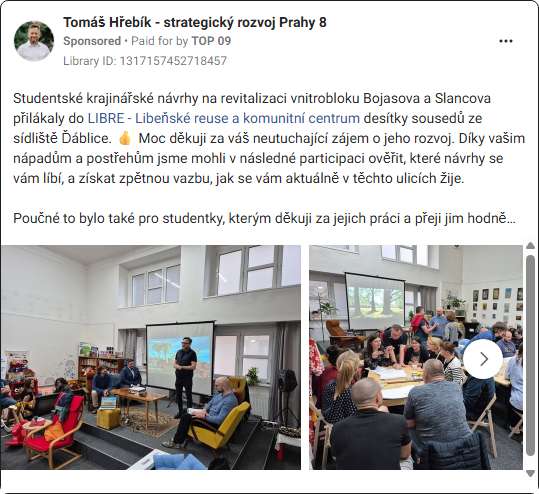 Tomáš Hřebík - strategický rozvoj Prahy 8
Sponsored • Paid for by TOP 09
Library ID: 1317157452718457
Studentské krajinářské návrhy na revitalizaci vnitrobloku Bojasova a Slancova
přilákaly do LIBRE - Libeňské reuse a komunitní centrum desítky sousedů ze
sídliště Ďáblice. 👍 Moc děkuji za váš neutuchající zájem o jeho rozvoj. Díky vašim
nápadům a postřehům jsme mohli v následné participaci ověřit, které návrhy se
vám líbí, a získat zpětnou vazbu, jak se vám aktuálně v těchto ulicích žije.
Poučné to bylo také pro studentky, kterým děkuji za jejich práci a přeji jim hodně...